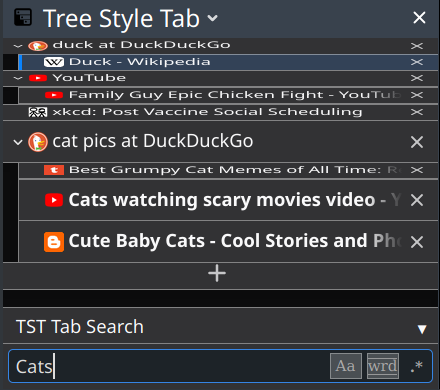 Tree Style Tab
duck at DuckDuckGo
Duck - Wikipedia
YouTube
Family Guy Epic Chicken Fight - YouTub
xkcd: Post Vaccine Social Scheduling
cat pics at DuckDuckGo
Best Grumpy Cat Memes of All Time: R
Cats watching scary movies video - Y
Cute Baby Cats - Cool Stories and Pho
TST Tab Search
Cats Aa wrd .*